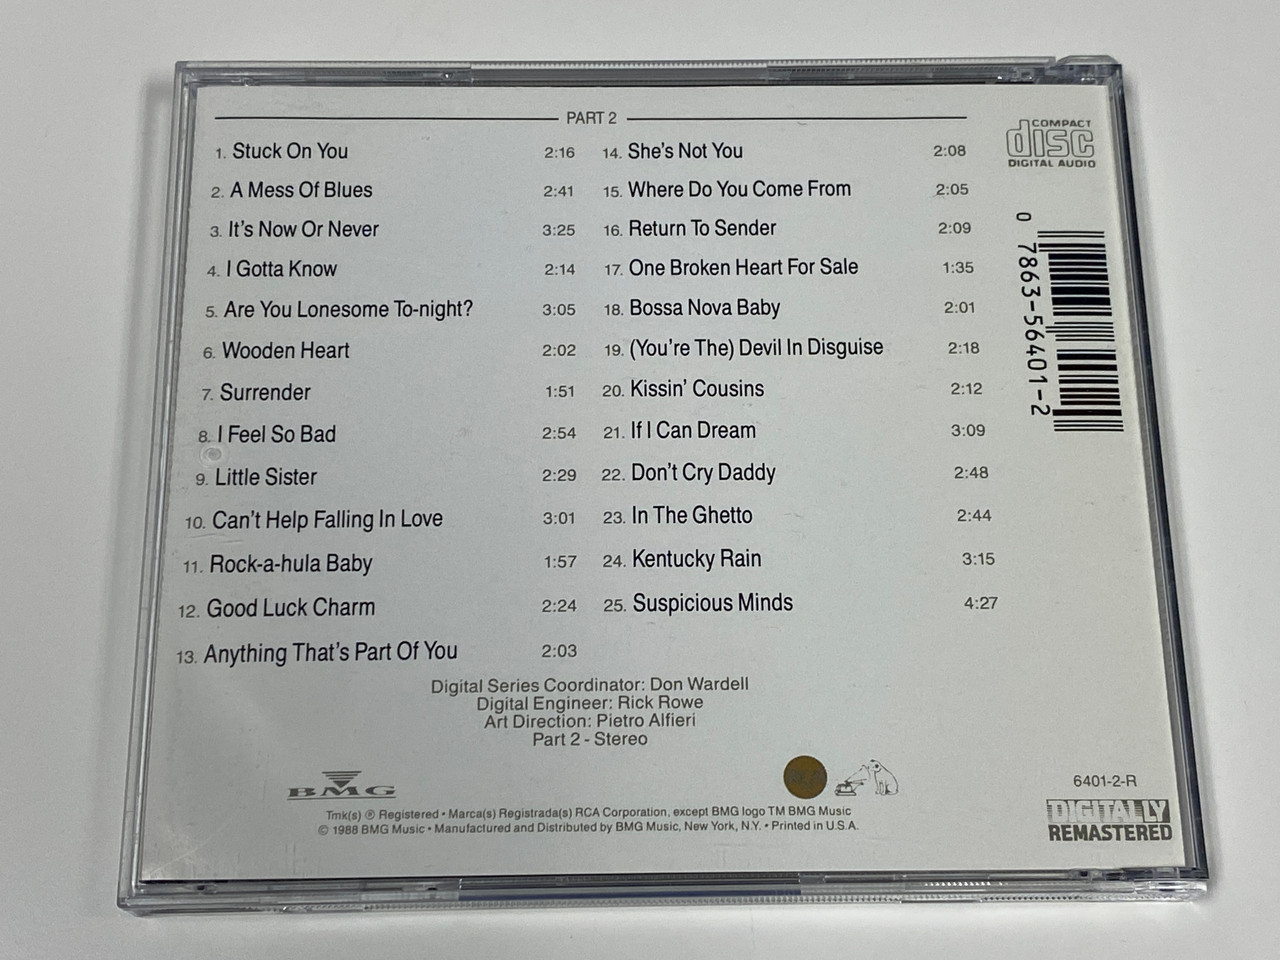 PART 2
1. Stuck On You 2:16
2. A Mess Of Blues 2:41
3. It's Now Or Never 3:25
4. I Gotta Know 2:14
5. Are You Lonesome To-night? 3:05
6. Wooden Heart 2:02
7. Surrender 1:51
8. I Feel So Bad 2:54
9. Little Sister 2:29
10. Can't Help Falling In Love 3:01
11. Rock-a-hula Baby 1:57
12. Good Luck Charm 2:24
13. Anything That's Part Of You 2:03
14. She's Not You 2:08
15. Where Do You Come From 2:05
16. Return To Sender 2:09
17. One Broken Heart For Sale 1:35
18. Bossa Nova Baby 2:01
19. (You're The) Devil In Disguise 2:18
20. Kissin' Cousins 2:12
21. If I Can Dream 3:09
22. Don't Cry Daddy 2:48
23. In The Ghetto 2:44
24. Kentucky Rain 3:15
25. Suspicious Minds 4:27
COMPACT
disc
DIGITAL AUDIO
0 7863-56401-2
Digital Series Coordinator: Don Wardell
Digital Engineer: Rick Rowe
Art Direction: Pietro Alfieri
Part 2 - Stereo
BMG
Tmk(s) ® Registered • Marca(s) Registrada(s) RCA Corporation, except BMG logo TM BMG Music
© 1988 BMG Music • Manufactured and Distributed by BMG Music, New York, N.Y. • Printed in U.S.A.
6401-2-R
DIGITALLY
REMASTERED